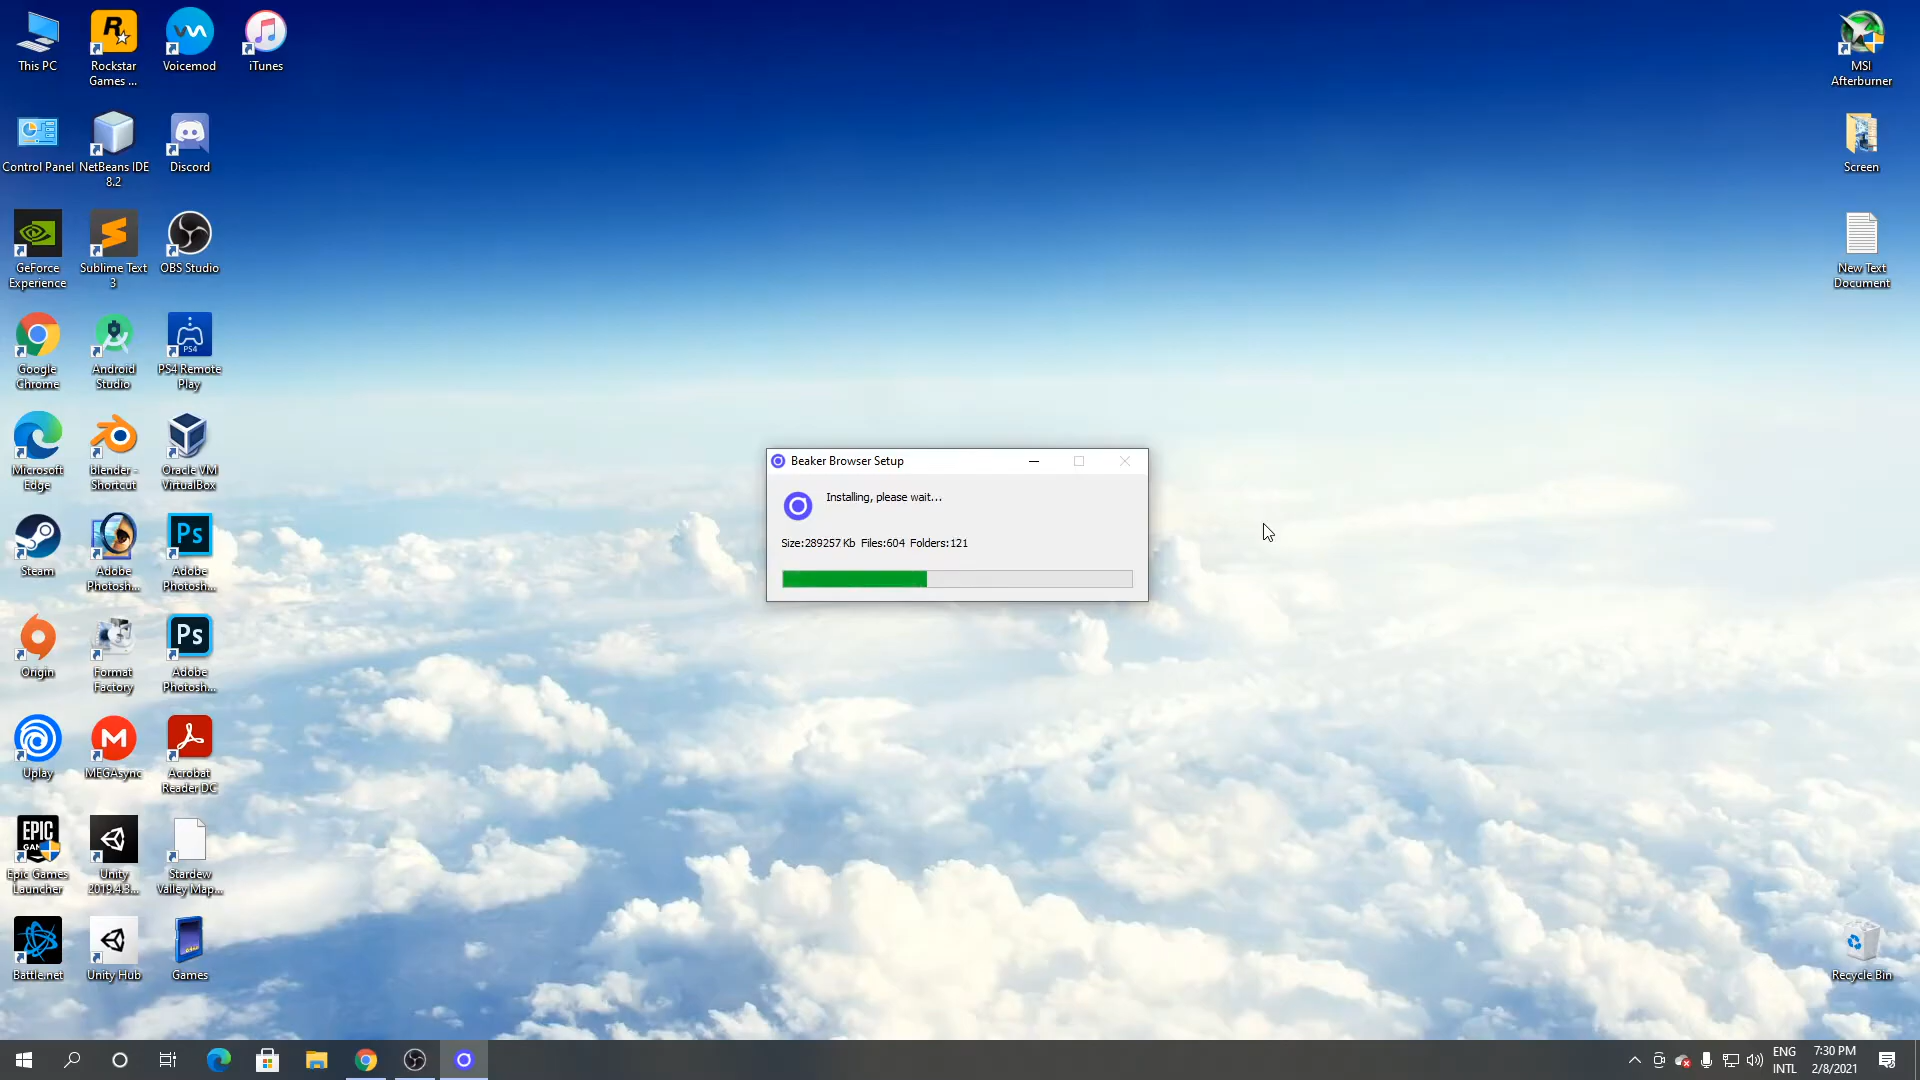 This PC
Rockstar
Games ...
Voicemod
iTunes
Control Panel
NetBeans IDE
8.2
Discord
GeForce
Experience
Sublime Text
3
OBS Studio
Google
Chrome
Android
Studio
PS4
PS4 Remote
Play
Microsoft
Edge
blender -
Shortcut
Oracle VM
VirtualBox
Steam
Adobe
Photosh...
Ps
Adobe
Photosh...
Origin
Format
Factory
Ps
Adobe
Photosh...
Uplay
MEGAsync
Acrobat
Reader DC
EPIC
Epic Games
Launcher
Unity
2019.4.3...
Stardew
Valley Map...
Battle.net
Unity Hub
Games
MSI
Afterburner
Screen
New Text
Document
Recycle Bin
Beaker Browser Setup
Installing, please wait...
Size:289257 Kb Files:604 Folders:121
ENG
INTL
7:30 PM
2/8/2021